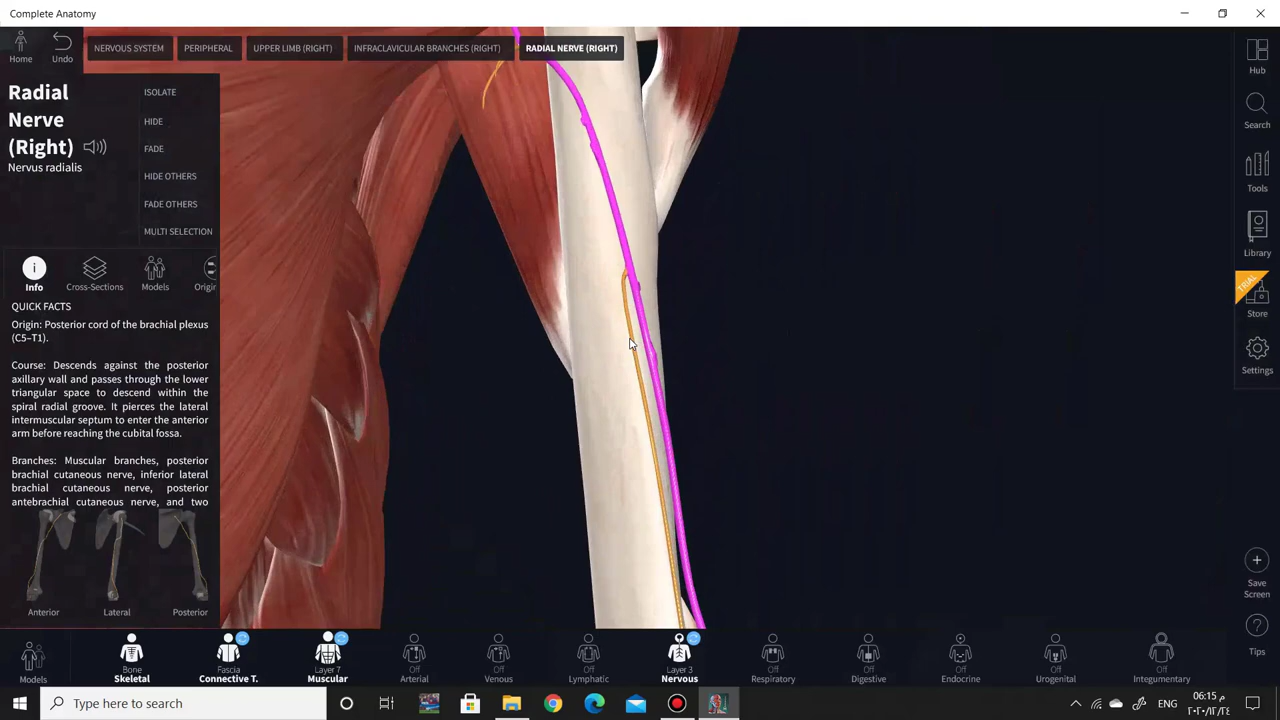 Complete Anatomy
Home
Undo
NERVOUS SYSTEM
PERIPHERAL
UPPER LIMB (RIGHT)
INFRACLAVICULAR BRANCHES (RIGHT)
RADIAL NERVE (RIGHT)
Radial
Nerve
(Right)
Nervus radialis
ISOLATE
HIDE
FADE
HIDE OTHERS
FADE OTHERS
MULTI SELECTION
Info
Cross-Sections
Models
Origin
QUICK FACTS
Origin: Posterior cord of the brachial plexus
(C5–T1).
Course: Descends against the posterior
axillary wall and passes through the lower
triangular space to descend within the
spiral radial groove. It pierces the lateral
intermuscular septum to enter the anterior
arm before reaching the cubital fossa.
Branches: Muscular branches, posterior
brachial cutaneous nerve, inferior lateral
brachial cutaneous nerve, posterior
antebrachial cutaneous nerve, and two
Anterior
Lateral
Posterior
Hub
Search
Tools
Library
TRIAL
Store
Settings
Save
Screen
Tips
Models
Bone
Skeletal
Fascia
Connective T.
Layer 7
Muscular
Off
Arterial
Off
Venous
Off
Lymphatic
Layer 3
Nervous
Off
Respiratory
Off
Digestive
Off
Endocrine
Off
Urogenital
Off
Integumentary
Type here to search
ENG
06:15 م